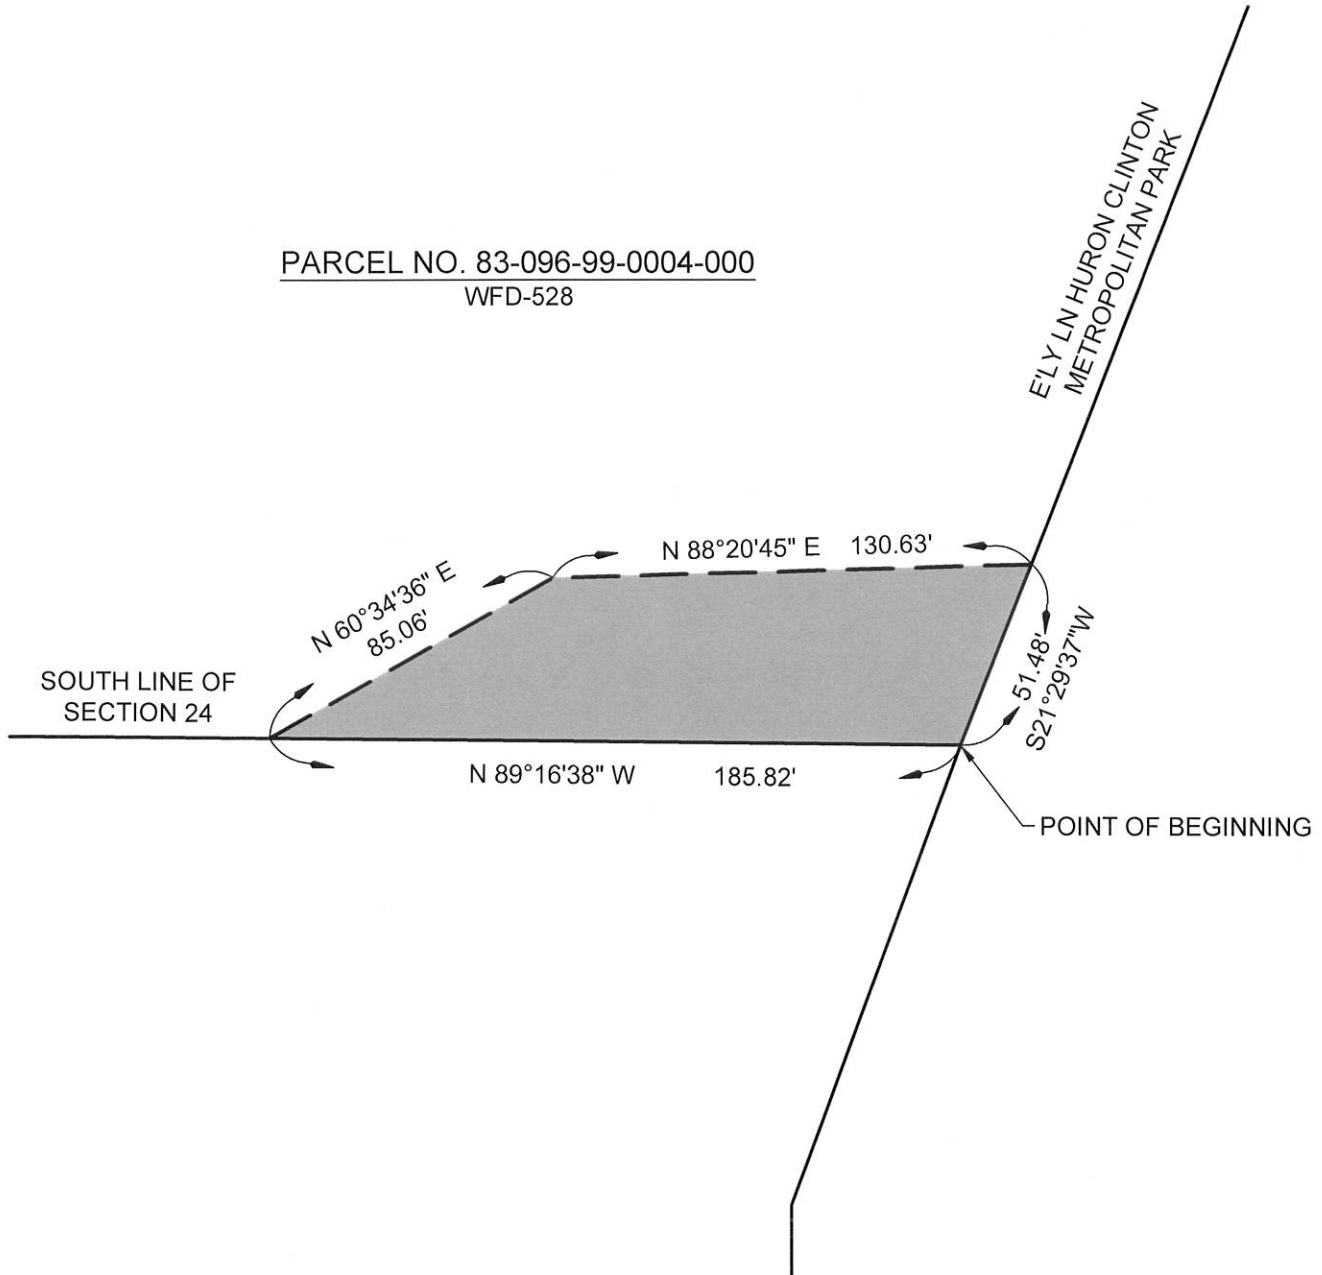 E'LY LN HURON CLINTON
METROPOLITAN PARK
PARCEL NO. 83-096-99-0004-000
WFD-528
N 88°20'45" E 130.63'
N 60°34'36" E
85.06'
51.48'
S21°29'37"W
SOUTH LINE OF
SECTION 24
N 89°16'38" W 185.82'
POINT OF BEGINNING